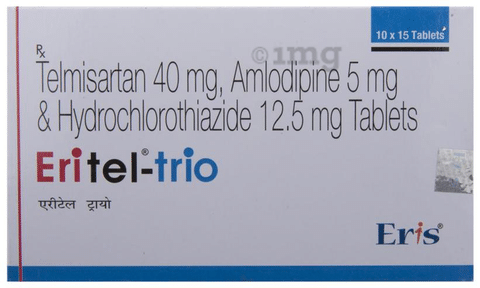 10 x 15 Tablets
Rx
1mg
Telmisartan 40 mg, Amlodipine 5 mg
& Hydrochlorothiazide 12.5 mg Tablets
Eritel®-trio
एरीटेल ट्रायो
Eris®